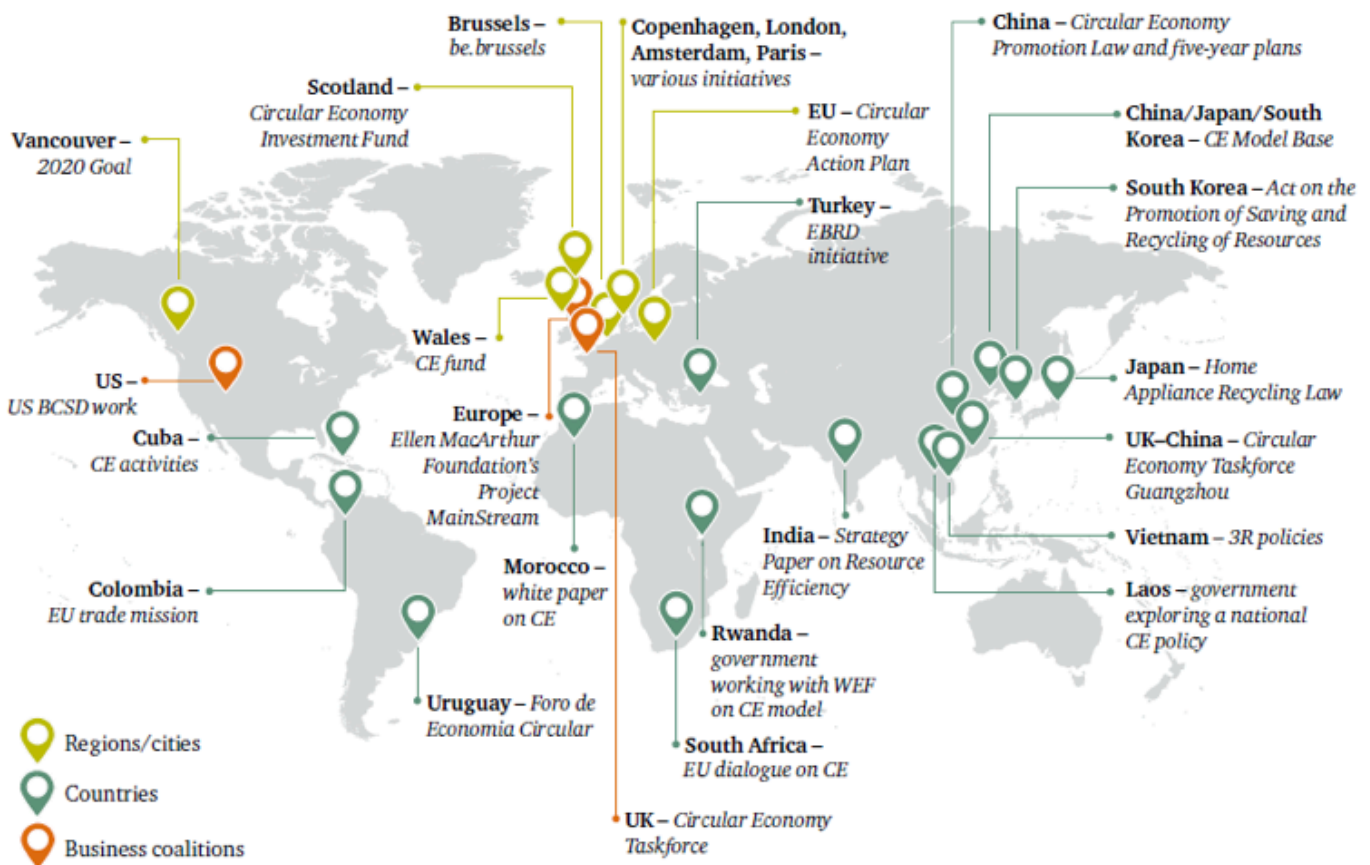 Brussels –
be.brussels
Copenhagen, London,
Amsterdam, Paris –
various initiatives
China – Circular Economy
Promotion Law and five-year plans
Scotland –
Circular Economy
Investment Fund
EU – Circular
Economy
Action Plan
China/Japan/South
Korea – CE Model Base
Vancouver –
2020 Goal
South Korea – Act on the
Promotion of Saving and
Recycling of Resources
Turkey –
EBRD
initiative
Wales –
CE fund
US –
US BCSD work
Japan – Home
Appliance Recycling Law
Cuba –
CE activities
Europe –
Ellen MacArthur
Foundation's
Project
MainStream
UK–China – Circular
Economy Taskforce
Guangzhou
India – Strategy
Paper on Resource
Efficiency
Vietnam – 3R policies
Colombia –
EU trade mission
Morocco –
white paper
on CE
Laos – government
exploring a national
CE policy
Rwanda –
government
working with WEF
on CE model
Uruguay – Foro de
Economia Circular
South Africa –
EU dialogue on CE
UK – Circular Economy
Taskforce
Regions/cities
Countries
Business coalitions